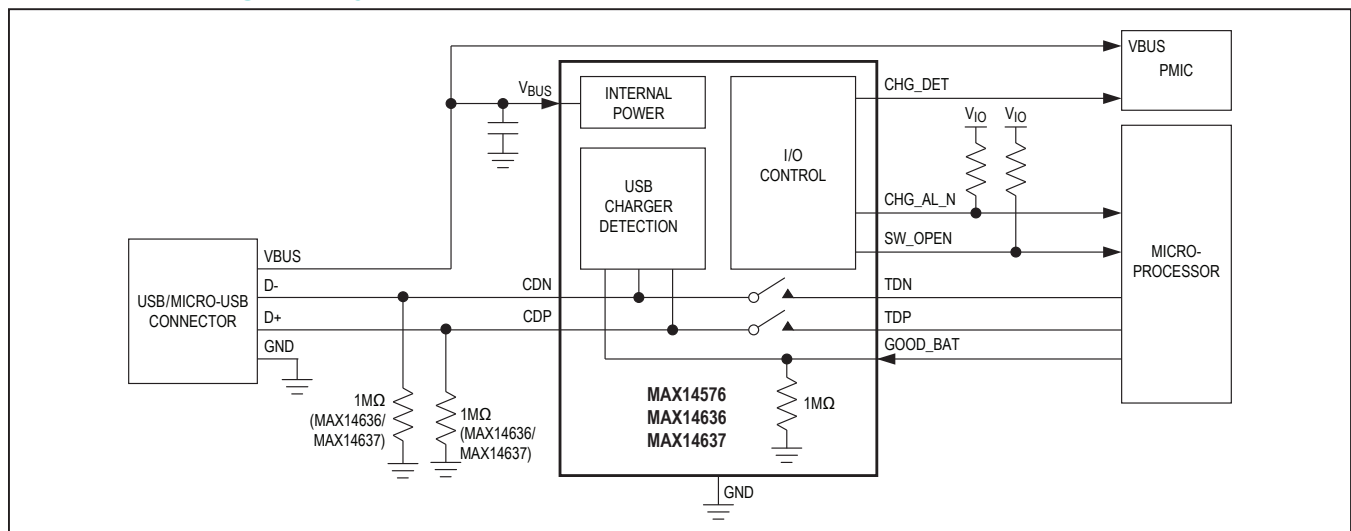 VBUS
PMIC
VBUS
INTERNAL
POWER
CHG_DET
VIO
VIO
I/O
CONTROL
USB
CHARGER
DETECTION
CHG_AL_N
SW_OPEN
MICRO-
PROCESSOR
USB/MICRO-USB
CONNECTOR
VBUS
D-
CDN
TDN
D+
CDP
TDP
GND
GOOD_BAT
1MΩ
(MAX14636/
MAX14637)
1MΩ
(MAX14636/
MAX14637)
MAX14576
MAX14636
MAX14637
1MΩ
GND